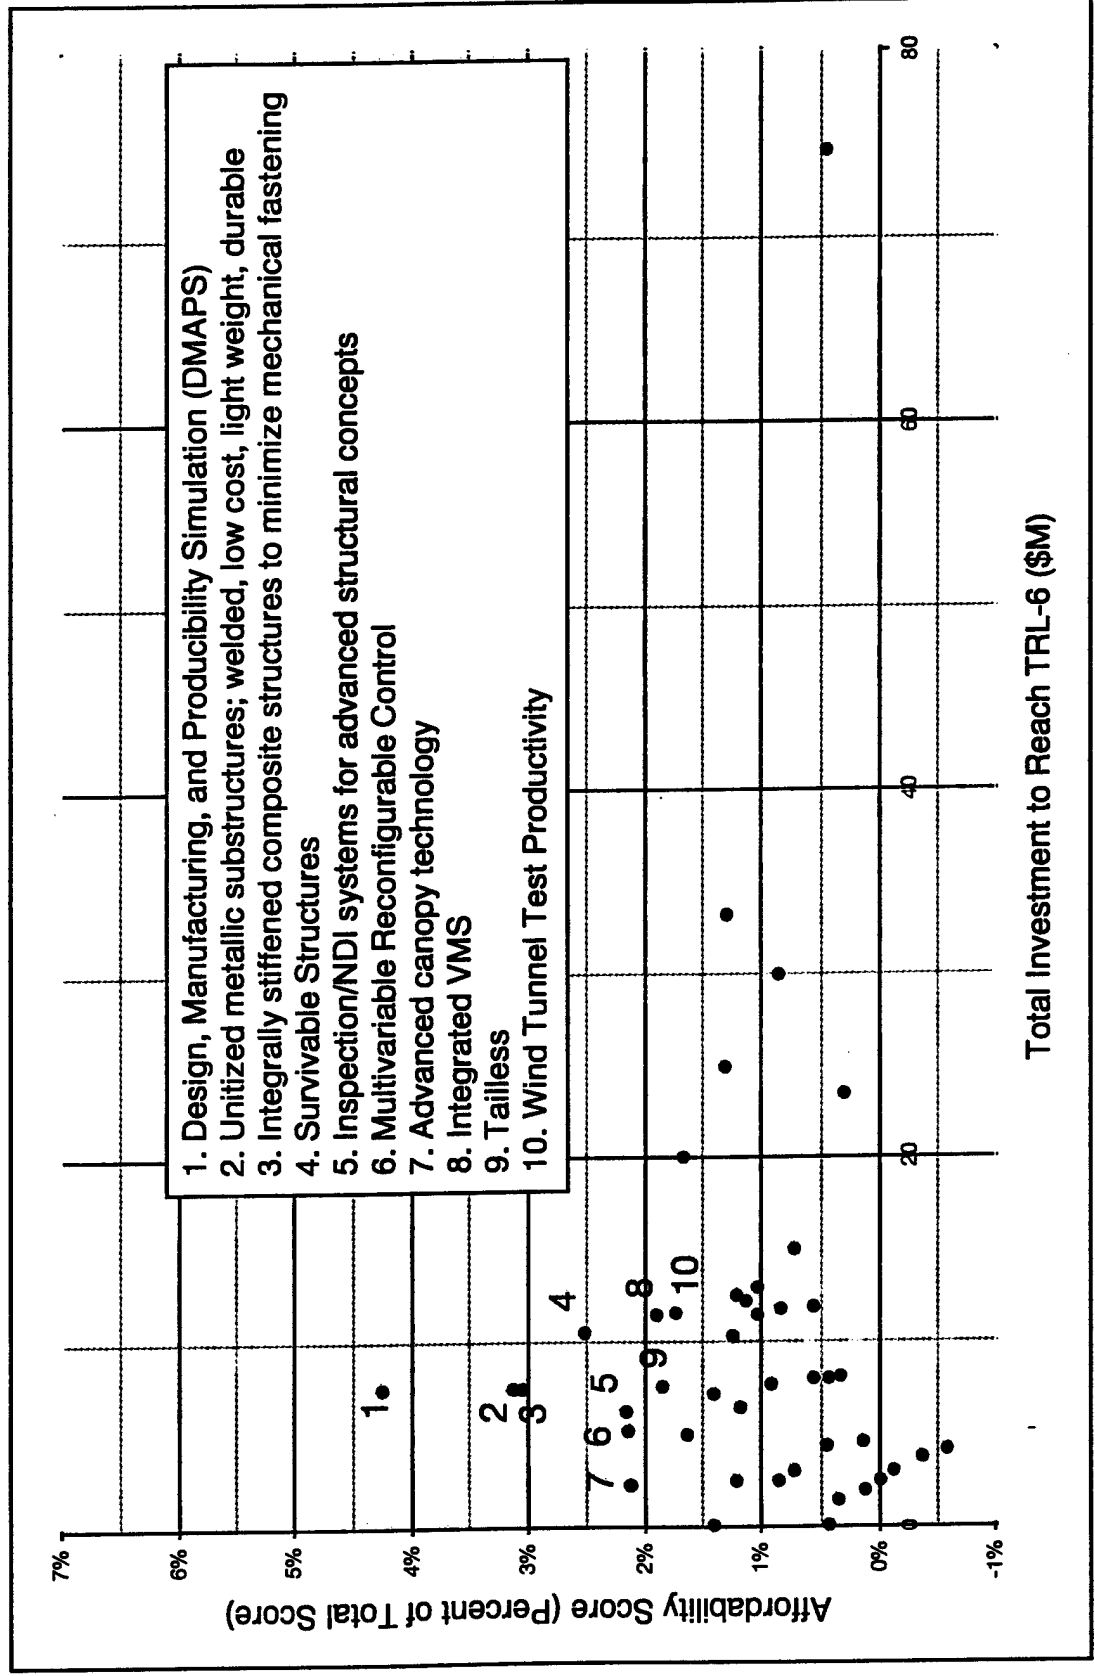 7%
6%
5%
4%
3%
2%
1%
0%
-1%
Affordability Score (Percent of Total Score)
1. Design, Manufacturing, and Producibility Simulation (DMAPS)
2. Unitized metallic substructures; welded, low cost, light weight, durable
3. Integrally stiffened composite structures to minimize mechanical fastening
4. Survivable Structures
5. Inspection/NDI systems for advanced structural concepts
6. Multivariable Reconfigurable Control
7. Advanced canopy technology
8. Integrated VMS
9. Tailless
10. Wind Tunnel Test Productivity
1
2
3
4
5
6
7
8
9
10
0
20
40
60
80
Total Investment to Reach TRL-6 ($M)